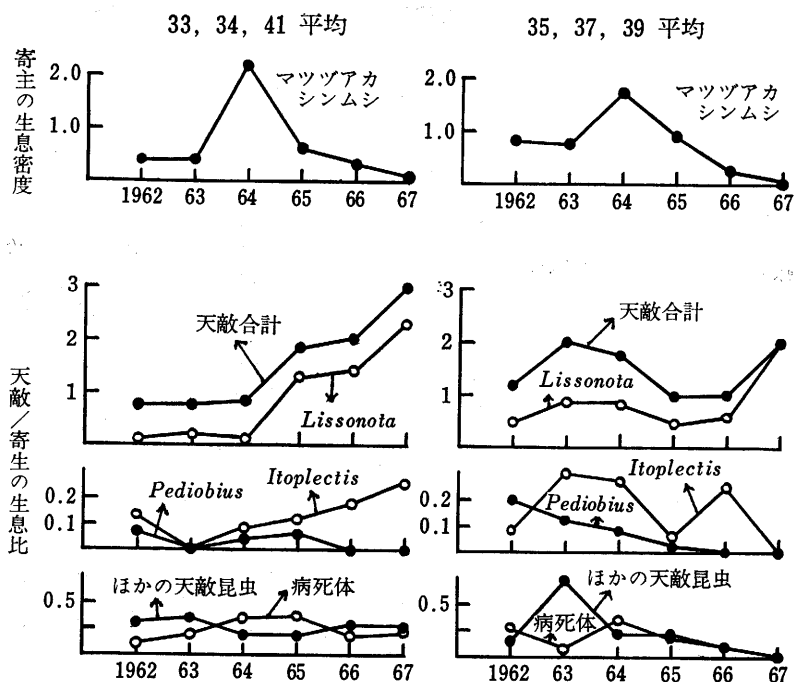 33, 34, 41 平均
寄主の生息密度
2.0
1.0
マツヅアカ
シンムシ
1962 63 64 65 66 67
35, 37, 39 平均
2.0
1.0
マツヅアカ
シンムシ
1962 63 64 65 66 67
天敵/寄生の生息比
3
2
1
天敵合計
Lissonota
0.2
0.1
Pediobius
Itoplectis
0.5
ほかの天敵昆虫
病死体
1962 63 64 65 66 67
3
2
1
天敵合計
Lissonota
0.2
0.1
Itoplectis
Pediobius
0.5
ほかの天敵昆虫
病死体
1962 63 64 65 66 67